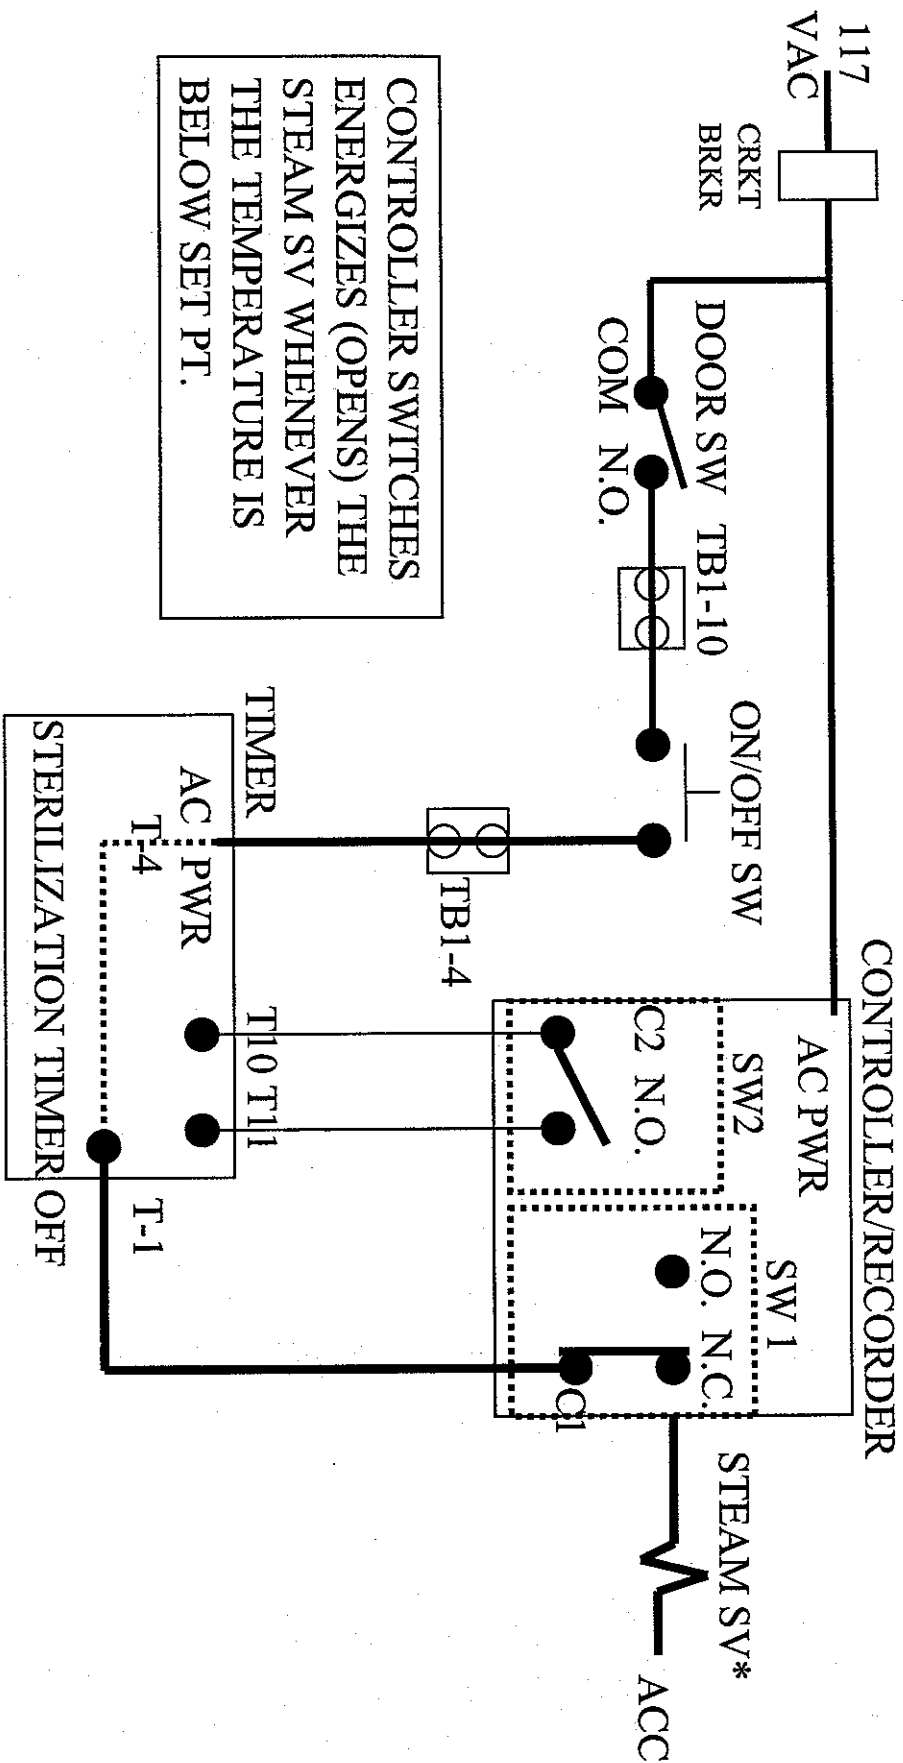 117
VAC
CRKT
BRKR
DOOR SW
COM N.O.
TB1-10
ON/OFF SW
CONTROLLER/RECORDER
AC PWR
SW2
C2 N.O.
SW 1
N.O. N.C.
C1
STEAM SV*
ACC
TB1-4
TIMER
AC PWR
T-4
T10 T11
T-1
STERILIZATION TIMER OFF
CONTROLLER SWITCHES
ENERGIZES (OPENS) THE
STEAM SV WHENEVER
THE TEMPERATURE IS
BELOW SET PT.